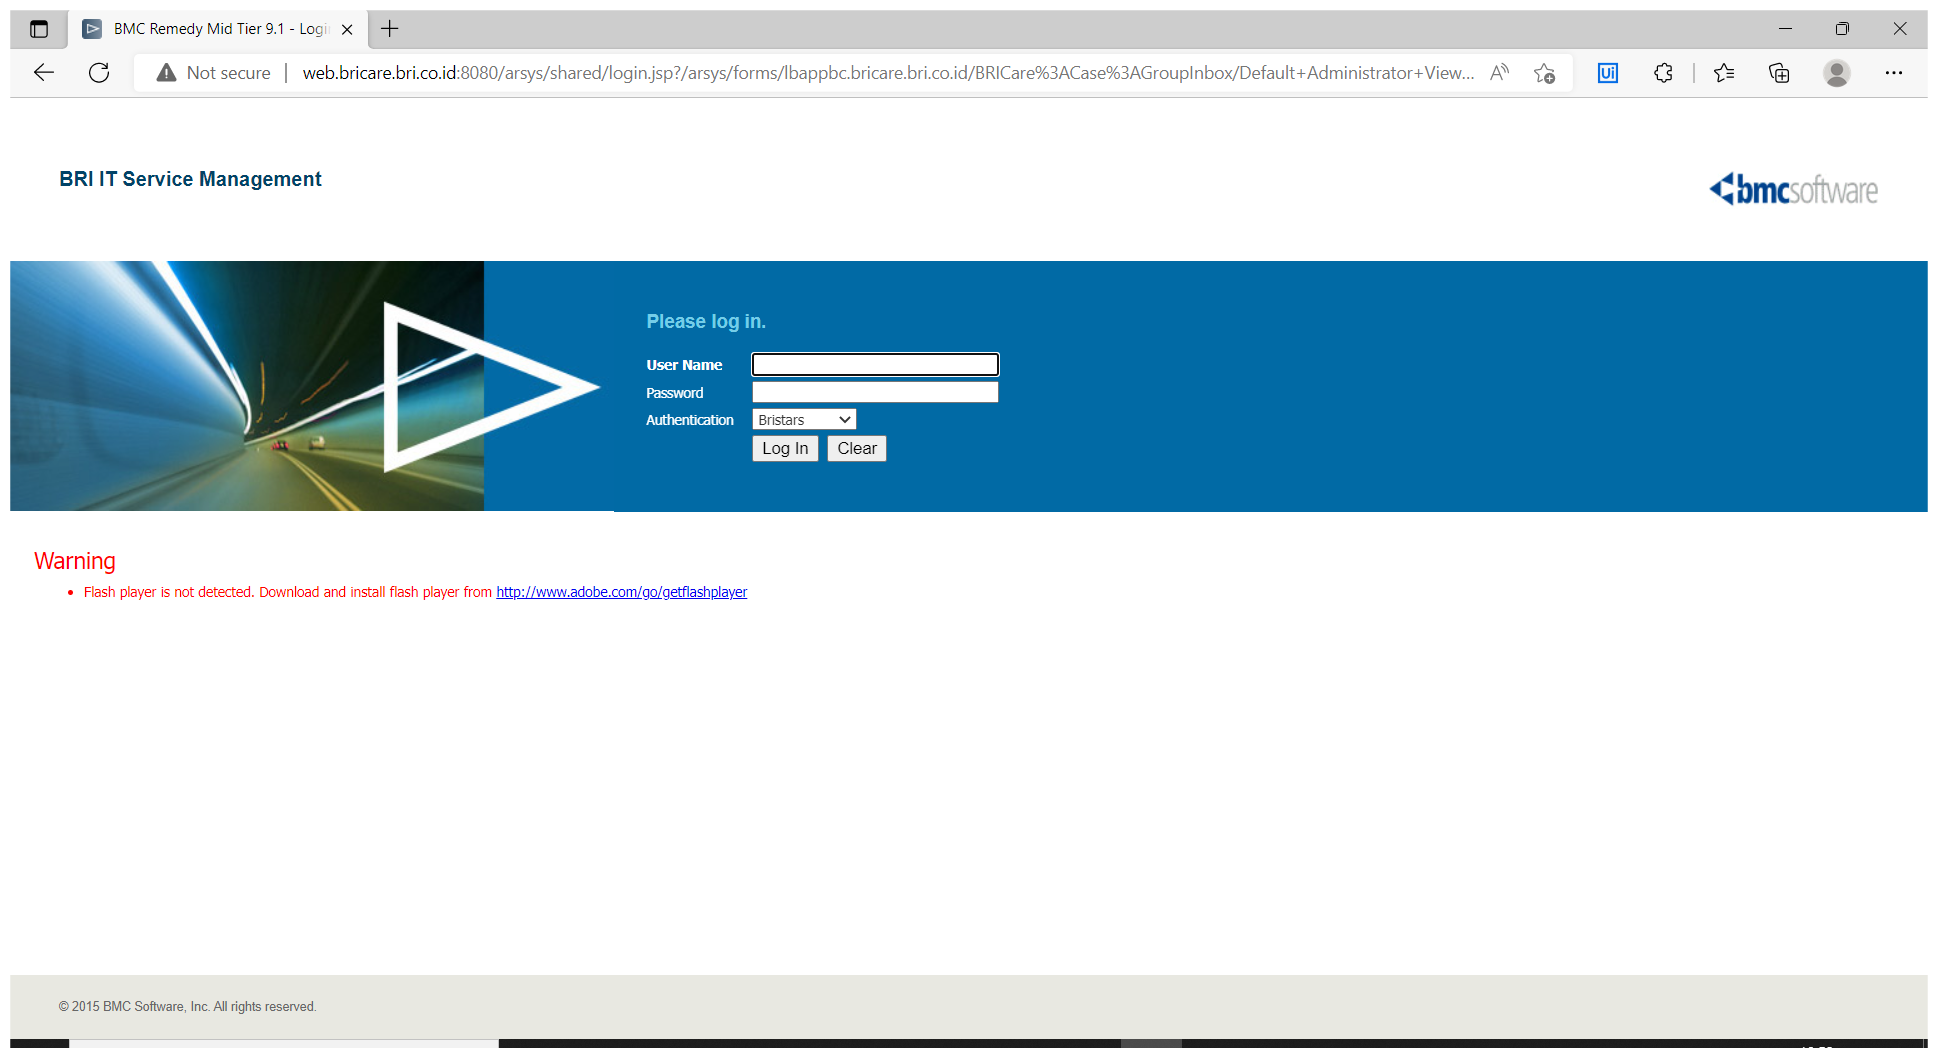 BMC Remedy Mid Tier 9.1 - Logi
Not secure
web.bricare.bri.co.id:8080/arsys/shared/login.jsp?/arsys/forms/lbappbc.bricare.bri.co.id/BRICare%3ACase%3AGroupInbox/Default+Administrator+View...
Ui
BRI IT Service Management
bmcsoftware
Please log in.
User Name
Password
Authentication Bristars
Log In Clear
Warning
• Flash player is not detected. Download and install flash player from http://www.adobe.com/go/getflashplayer
© 2015 BMC Software, Inc. All rights reserved.